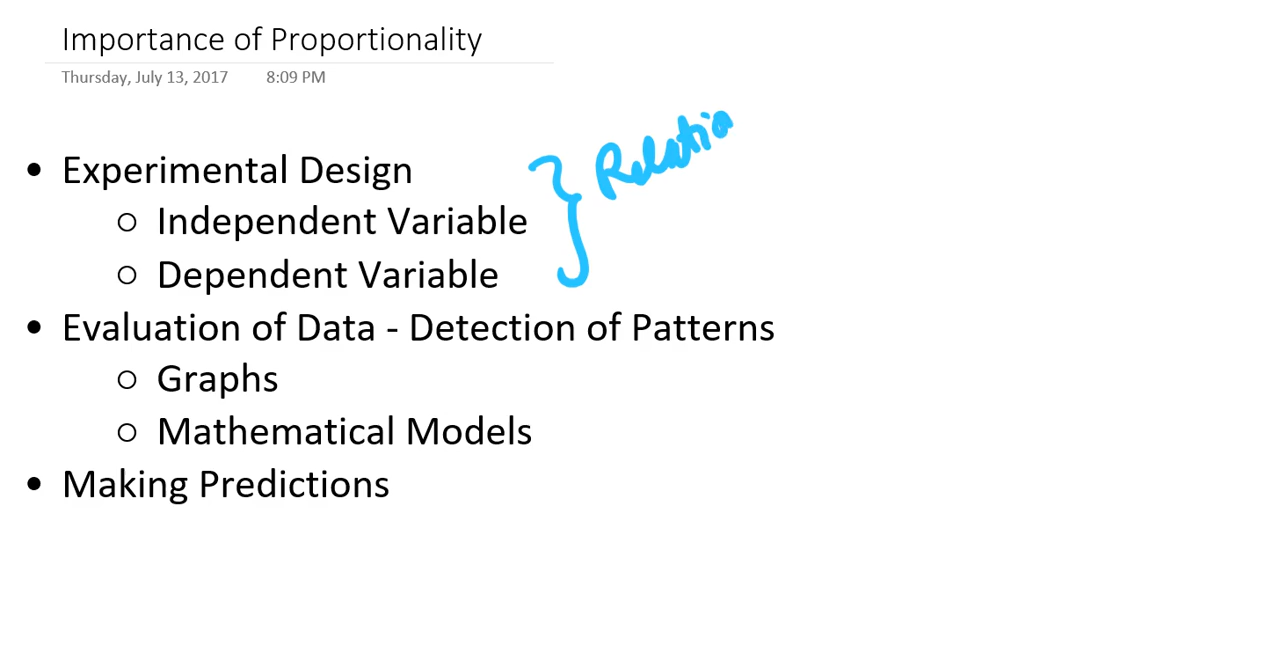 Importance of Proportionality
Thursday, July 13, 2017 8:09 PM
• Experimental Design
○ Independent Variable
○ Dependent Variable
Relatio
• Evaluation of Data - Detection of Patterns
○ Graphs
○ Mathematical Models
• Making Predictions